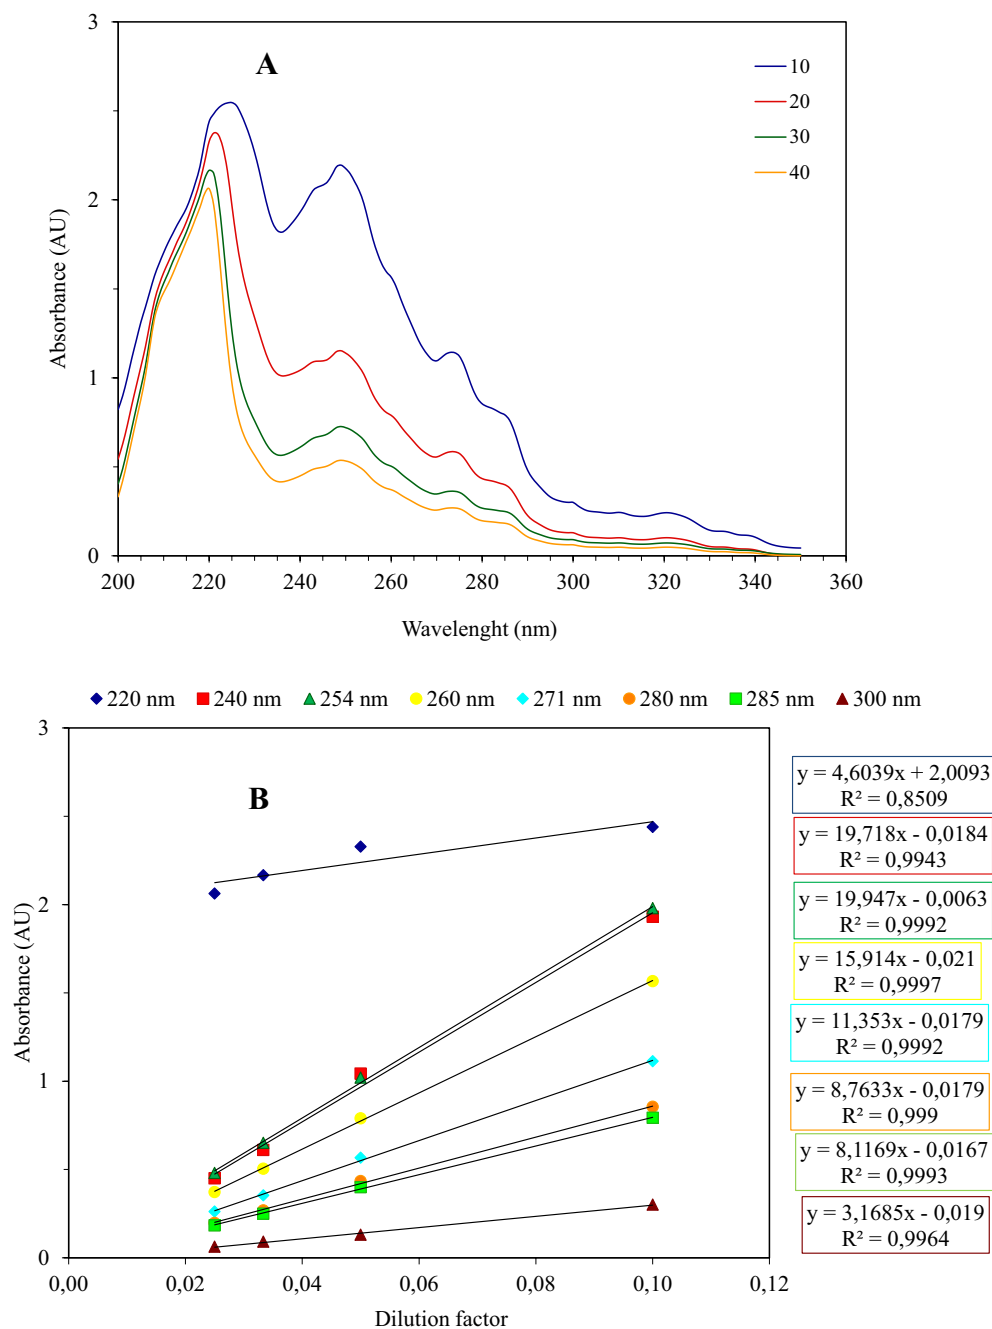 3
A
10
20
30
40
2
1
0
Absorbance (AU)
200 220 240 260 280 300 320 340 360
Wavelenght (nm)
220 nm 240 nm 254 nm 260 nm 271 nm 280 nm 285 nm 300 nm
3
B
2
1
0
Absorbance (AU)
0,00 0,02 0,04 0,06 0,08 0,10 0,12
Dilution factor
y = 4,6039x + 2,0093
R² = 0,8509
y = 19,718x - 0,0184
R² = 0,9943
y = 19,947x - 0,0063
R² = 0,9992
y = 15,914x - 0,021
R² = 0,9997
y = 11,353x - 0,0179
R² = 0,9992
y = 8,7633x - 0,0179
R² = 0,999
y = 8,1169x - 0,0167
R² = 0,9993
y = 3,1685x - 0,019
R² = 0,9964